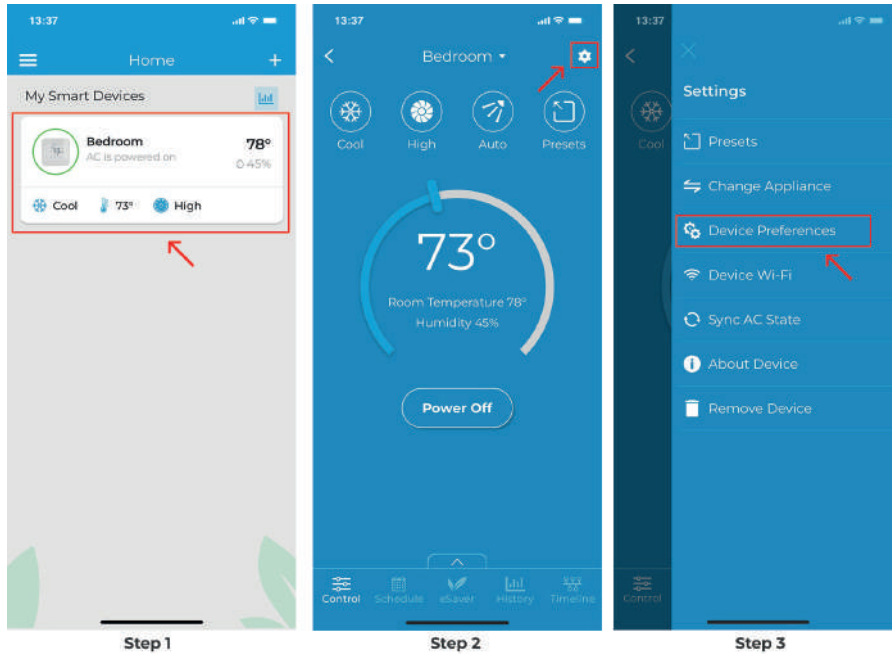 13:37
Home
My Smart Devices
Bedroom
AC is powered on
78°
45%
Cool
73°
High
Step 1
13:37
Bedroom
Cool
High
Auto
Presets
73°
Room Temperature 78°
Humidity 45%
Power Off
Control
Schedule
eSaver
History
Timeline
Step 2
13:37
Cool
Control
Settings
Presets
Change Appliance
Device Preferences
Device Wi-Fi
Sync AC State
About Device
Remove Device
Step 3